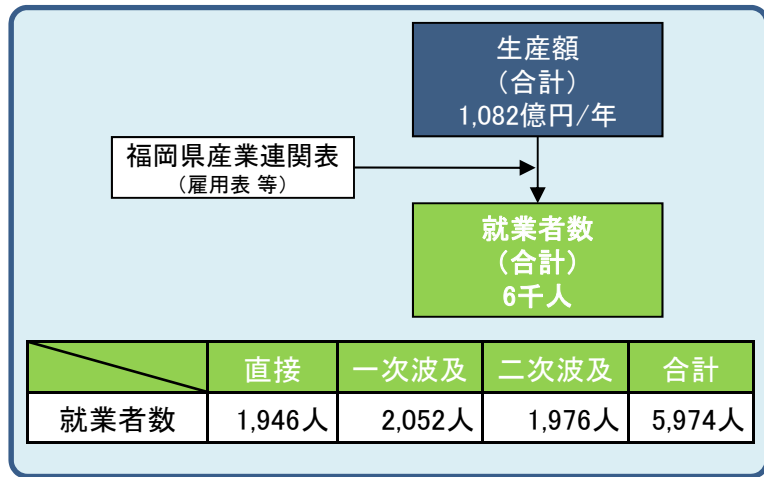 生産額
（合計）
1,082億円/年
福岡県産業連関表
（雇用表 等）
就業者数
（合計）
6千人
直接 一次波及 二次波及 合計
就業者数 1,946人 2,052人 1,976人 5,974人